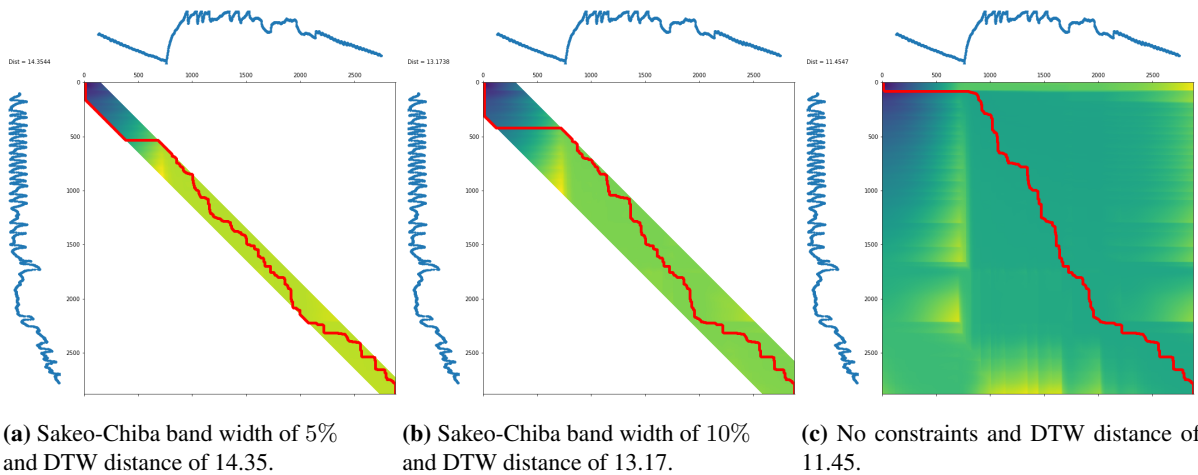 Dist = 14.3544
0 500 1000 1500 2000 2500
0
500
1000
1500
2000
2500
Dist = 13.1738
0 500 1000 1500 2000 2500
0
500
1000
1500
2000
2500
Dist = 11.4547
0 500 1000 1500 2000 2500
0
500
1000
1500
2000
2500
(a) Sakeo-Chiba band width of 5%
and DTW distance of 14.35.
(b) Sakeo-Chiba band width of 10%
and DTW distance of 13.17.
(c) No constraints and DTW distance of
11.45.